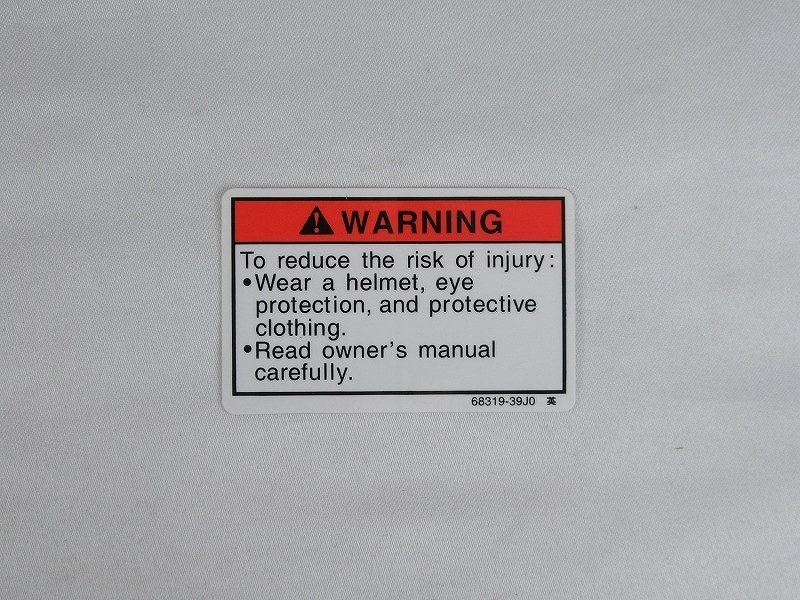 WARNING
To reduce the risk of injury:
•Wear a helmet, eye
protection, and protective
clothing.
•Read owner's manual
carefully.
68319-39J0 英